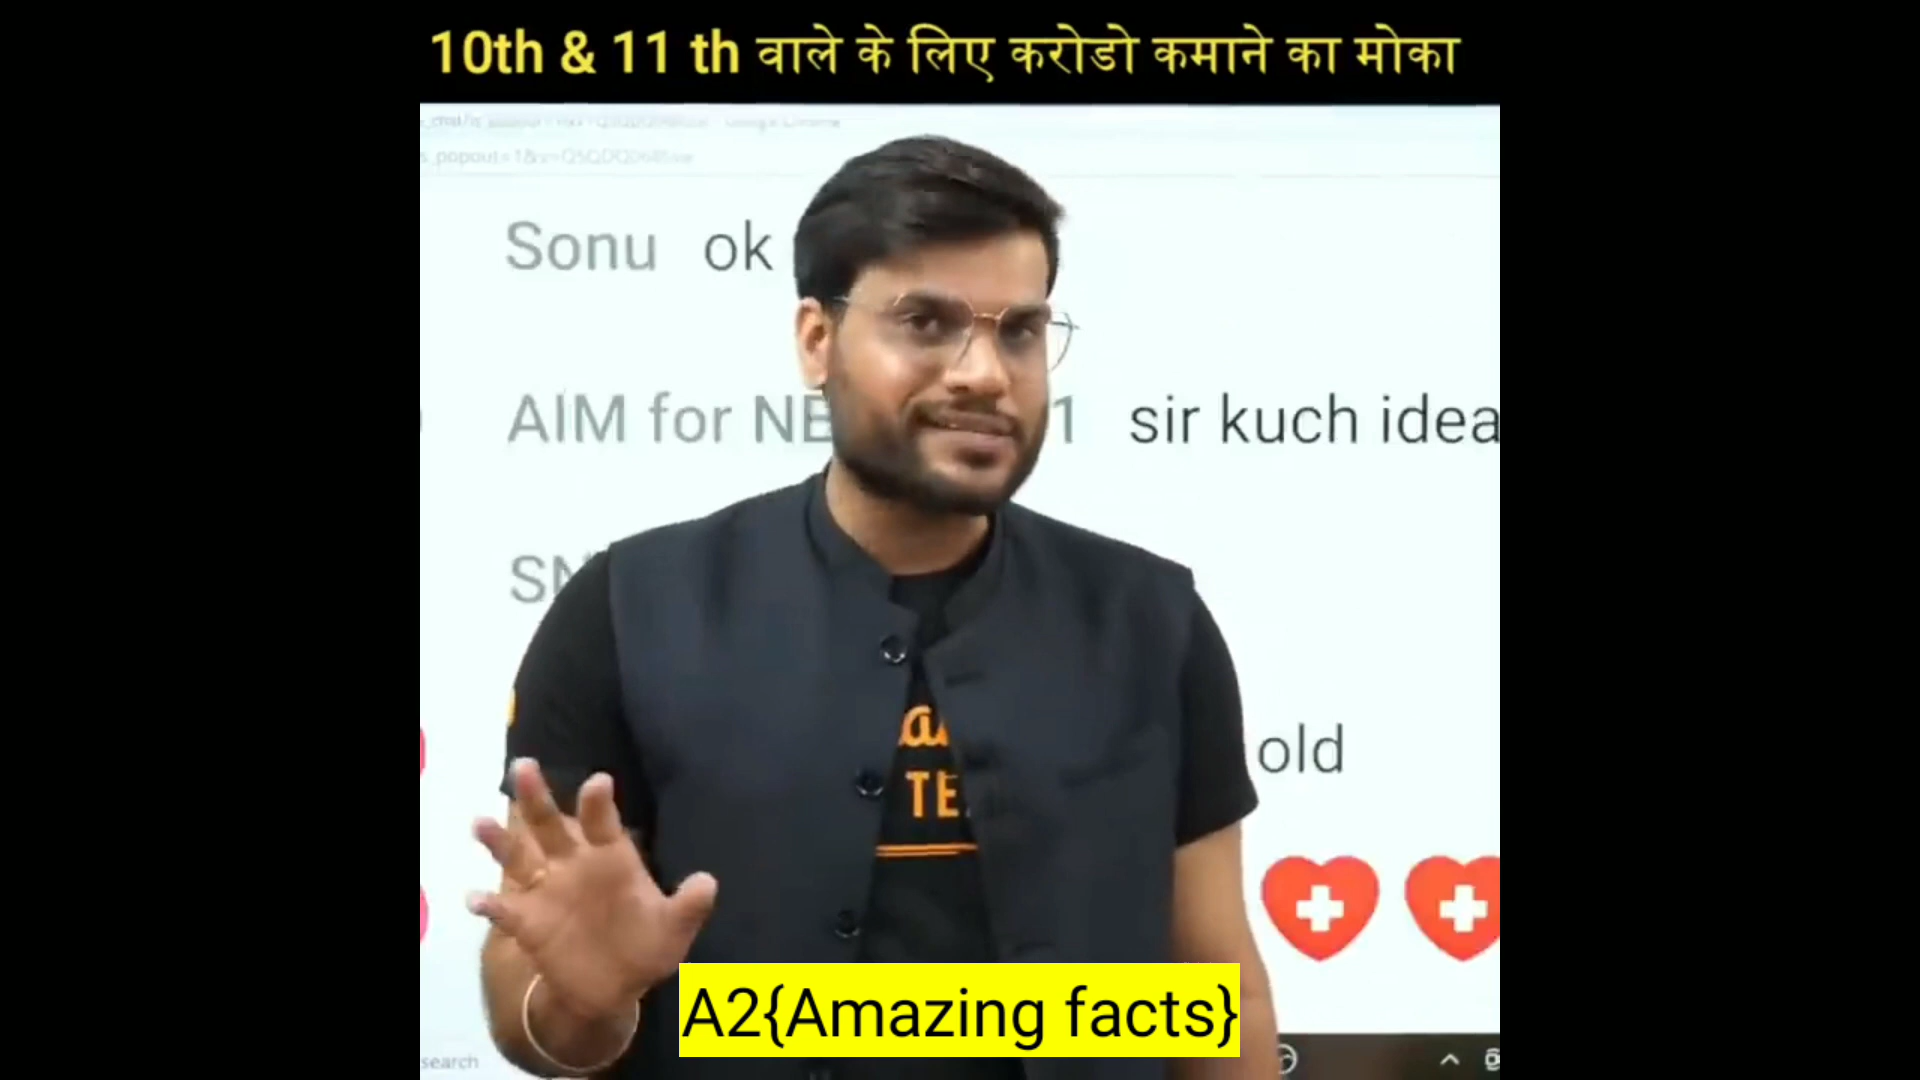 10th & 11 th वाले के लिए करोडो कमाने का मोका
Sonu ok
AIM for NE 1 sir kuch idea
SN
TE
old
A2{Amazing facts}
search